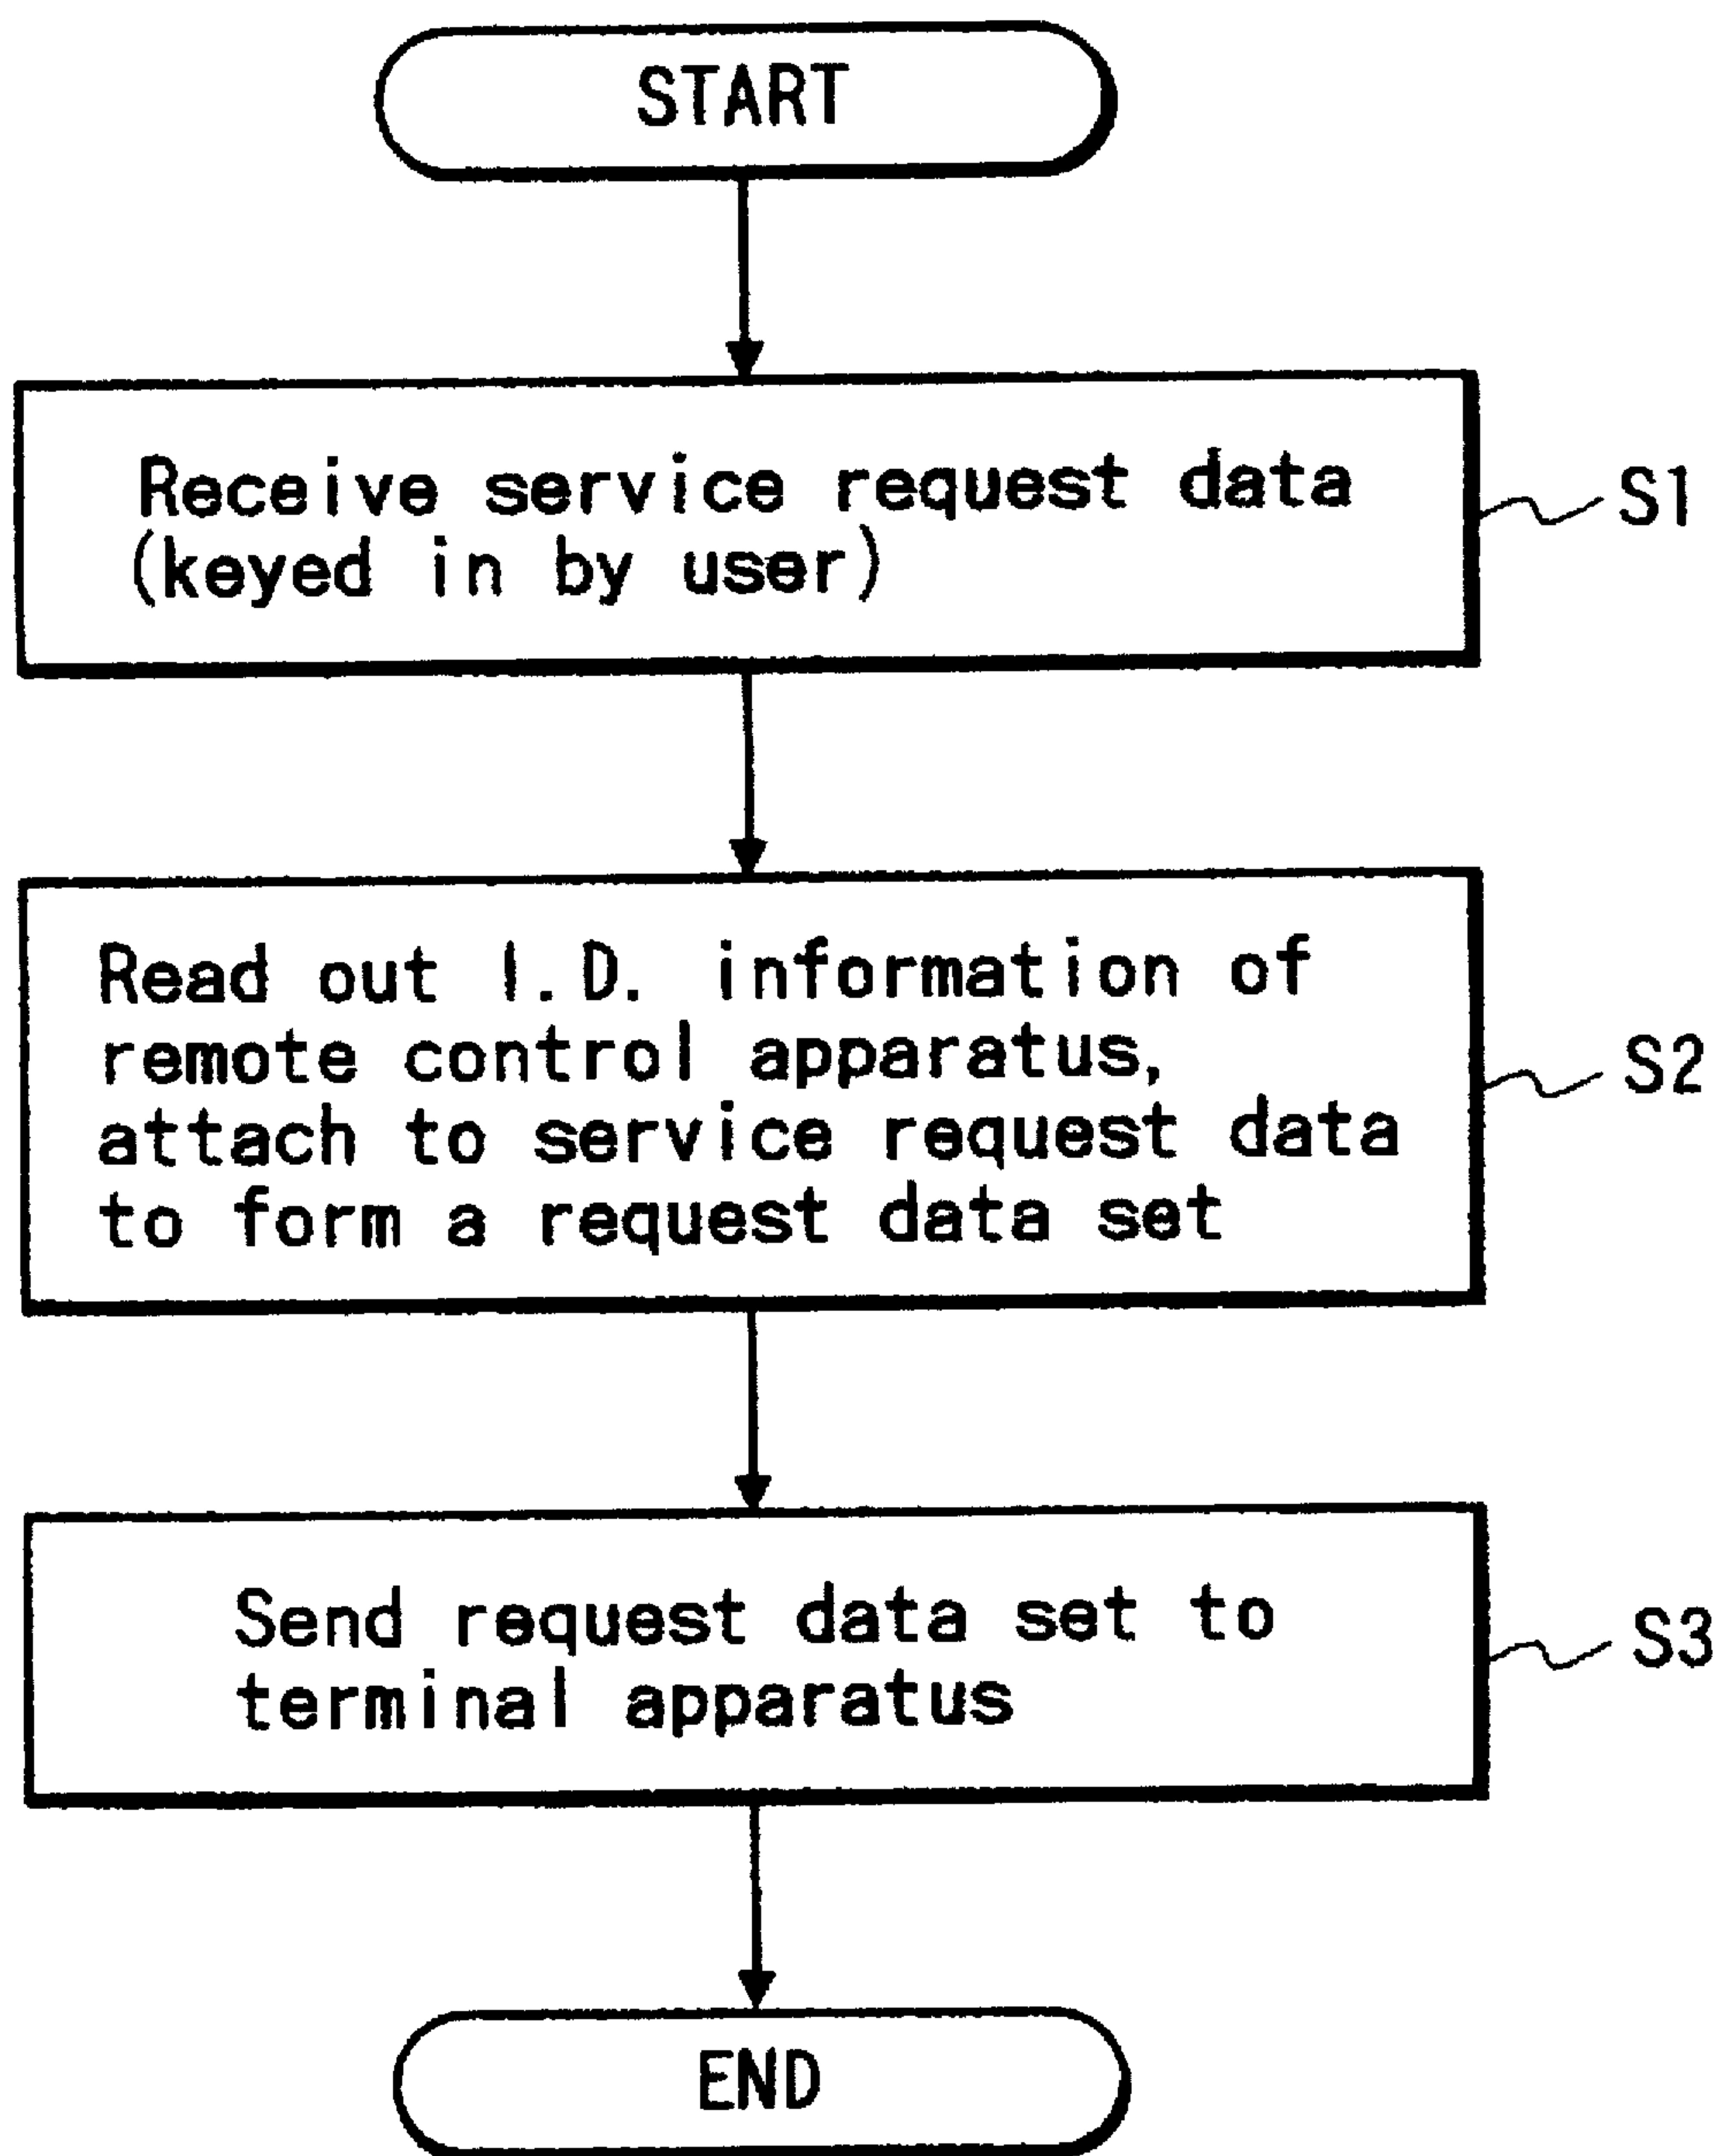 START
Receive service request data
(keyed in by user)
S1
Read out I.D. information of
remote control apparatus,
attach to service request data
to form a request data set
S2
Send request data set to
terminal apparatus
S3
END